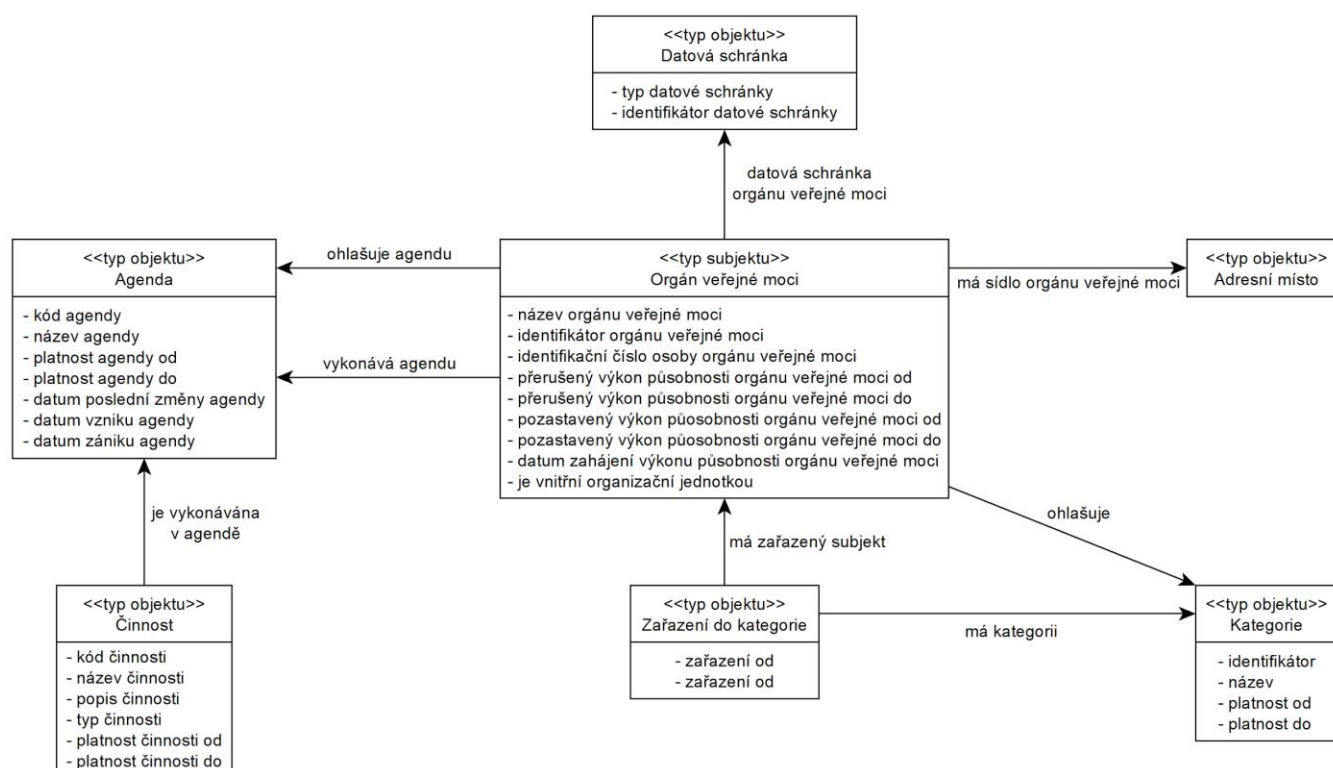 <<typ objektu>>
Datová schránka
- typ datové schránky
- identifikátor datové schránky
datová schránka
orgánu veřejné moci
<<typ objektu>>
Agenda
- kód agendy
- název agendy
- platnost agendy od
- platnost agendy do
- datum poslední změny agendy
- datum vzniku agendy
- datum zániku agendy
ohlašuje agendu
vykonává agendu
<<typ subjektu>>
Orgán veřejné moci
- název orgánu veřejné moci
- identifikátor orgánu veřejné moci
- identifikační číslo osoby orgánu veřejné moci
- přerušený výkon působnosti orgánu veřejné moci od
- přerušený výkon působnosti orgánu veřejné moci do
- pozastavený výkon půosobnosti orgánu veřejné moci od
- pozastavený výkon půosobnosti orgánu veřejné moci do
- datum zahájení výkonu působnosti orgánu veřejné moci
- je vnitřní organizační jednotkou
má sídlo orgánu veřejné moci
<<typ objektu>>
Adresní místo
je vykonávána
v agendě
má zařazený subjekt
ohlašuje
<<typ objektu>>
Činnost
- kód činnosti
- název činnosti
- popis činnosti
- typ činnosti
- platnost činnosti od
- platnost činnosti do
<<typ objektu>>
Zařazení do kategorie
- zařazení od
- zařazení od
má kategorii
<<typ objektu>>
Kategorie
- identifikátor
- název
- platnost od
- platnost do